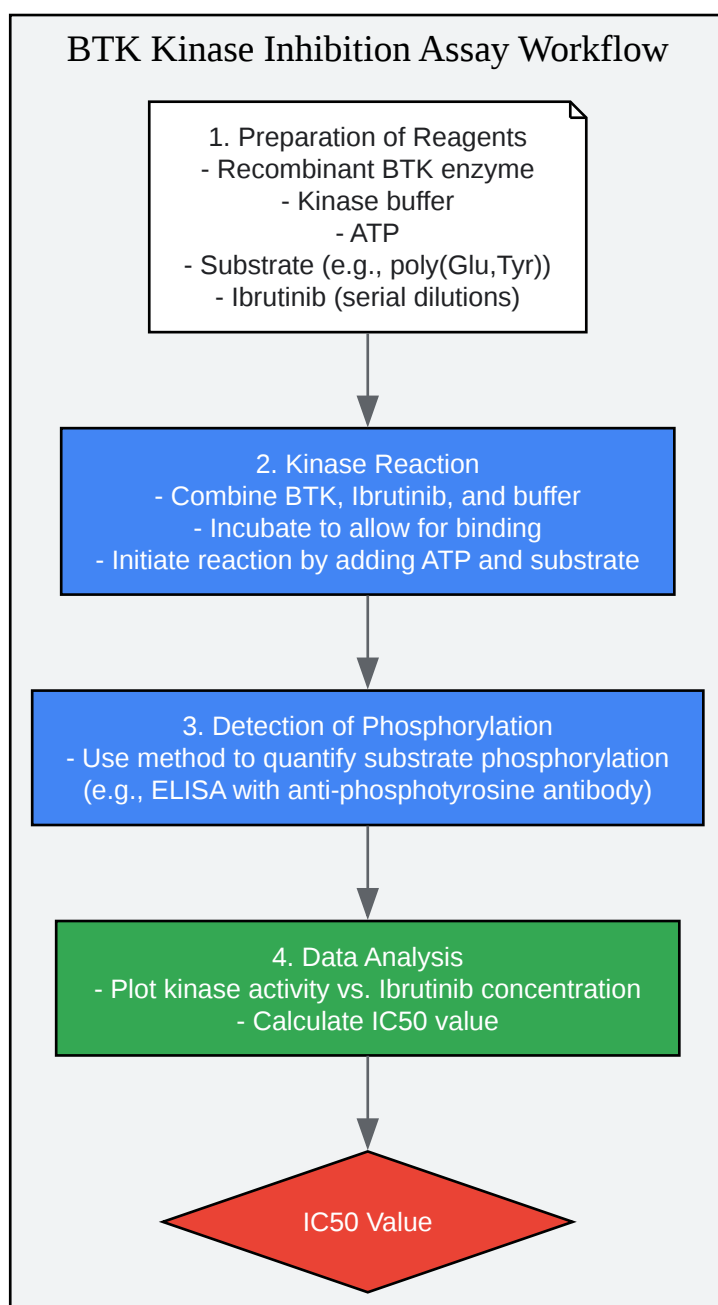 BTK Kinase Inhibition Assay Workflow
1. Preparation of Reagents
- Recombinant BTK enzyme
- Kinase buffer
- ATP
- Substrate (e.g., poly(Glu,Tyr))
- Ibrutinib (serial dilutions)
2. Kinase Reaction
- Combine BTK, Ibrutinib, and buffer
- Incubate to allow for binding
- Initiate reaction by adding ATP and substrate
3. Detection of Phosphorylation
- Use method to quantify substrate phosphorylation
(e.g., ELISA with anti-phosphotyrosine antibody)
4. Data Analysis
- Plot kinase activity vs. Ibrutinib concentration
- Calculate IC50 value
IC50 Value